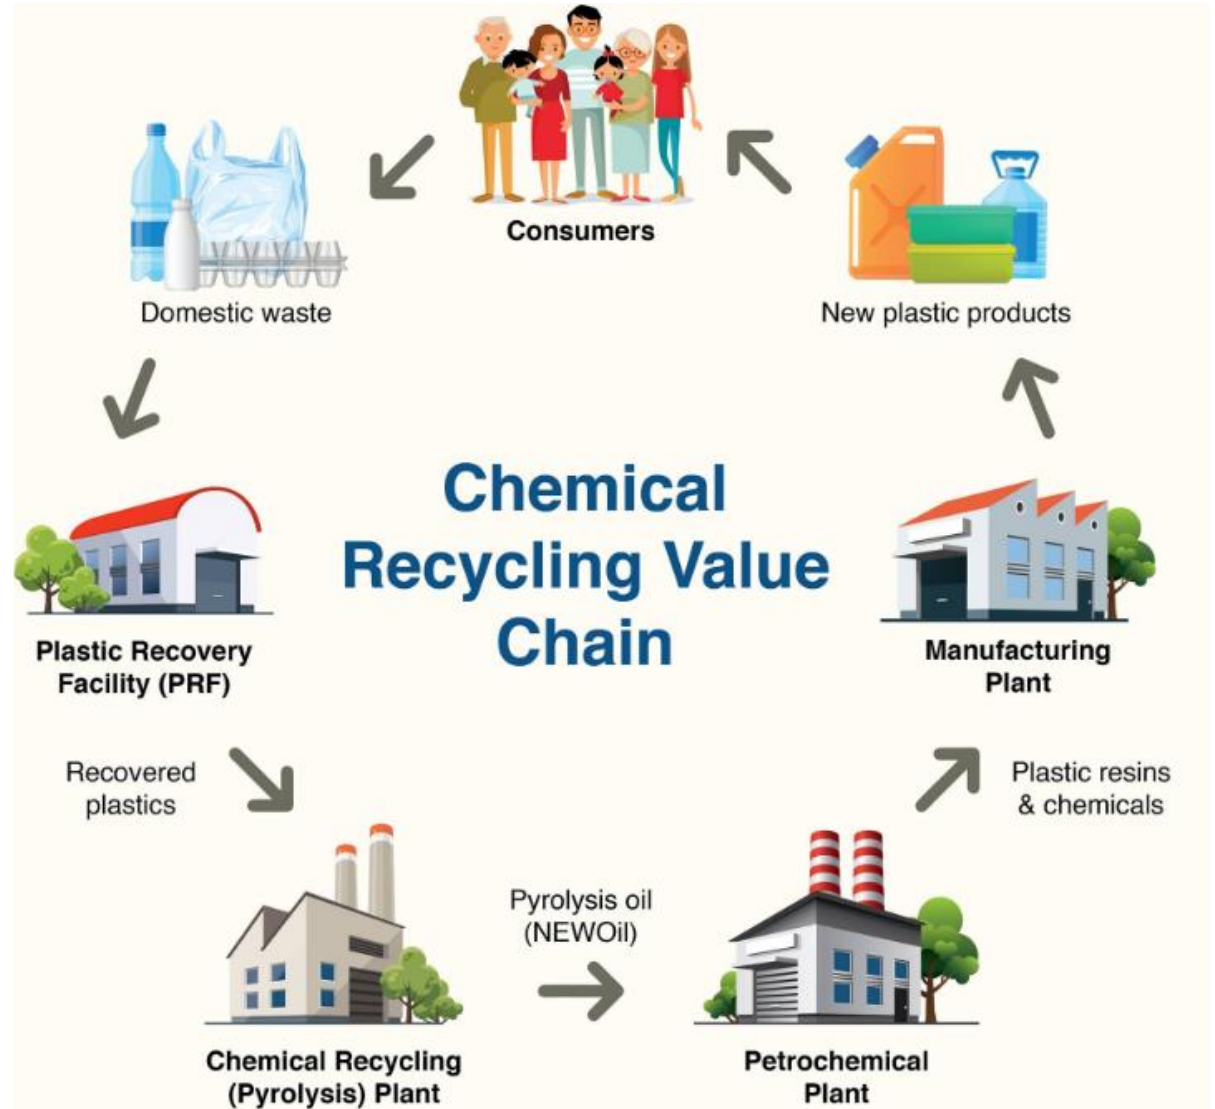 Consumers
Domestic waste
New plastic products
Chemical
Recycling Value
Chain
Plastic Recovery
Facility (PRF)
Manufacturing
Plant
Recovered
plastics
Plastic resins
& chemicals
Pyrolysis oil
(NEWOil)
Chemical Recycling
(Pyrolysis) Plant
Petrochemical
Plant